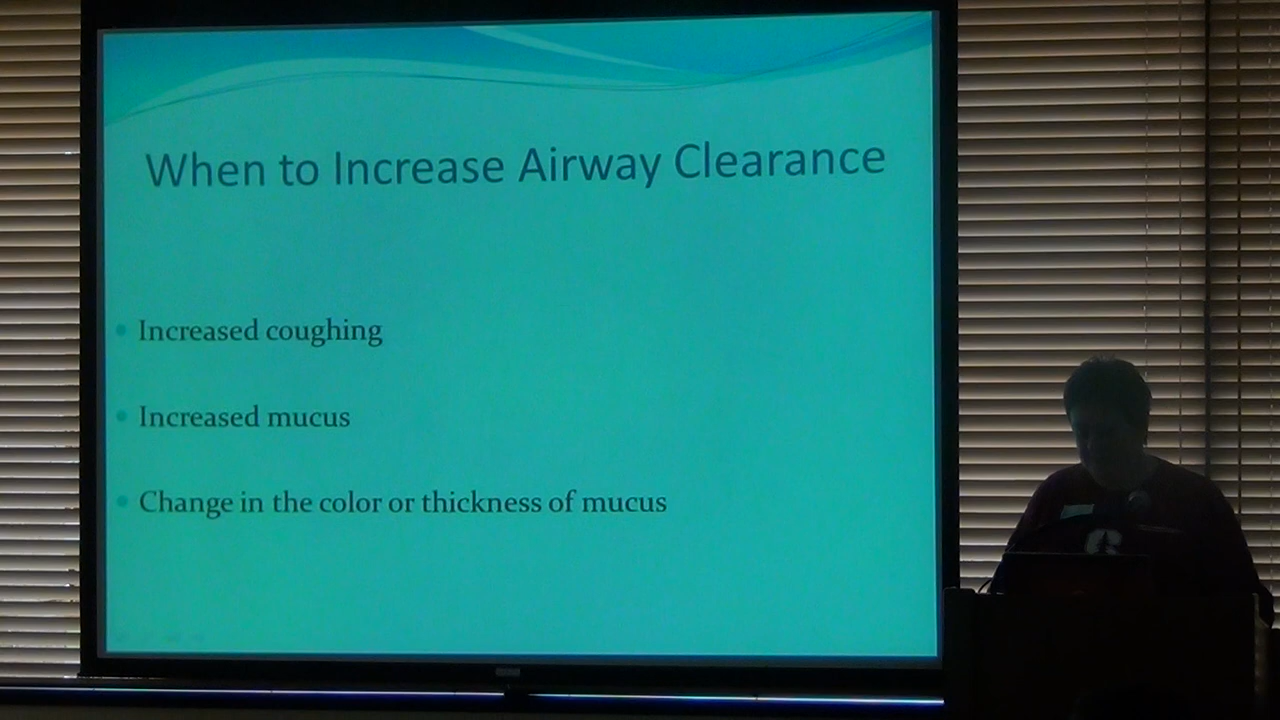 When to Increase Airway Clearance
Increased coughing
Increased mucus
Change in the color or thickness of mucus